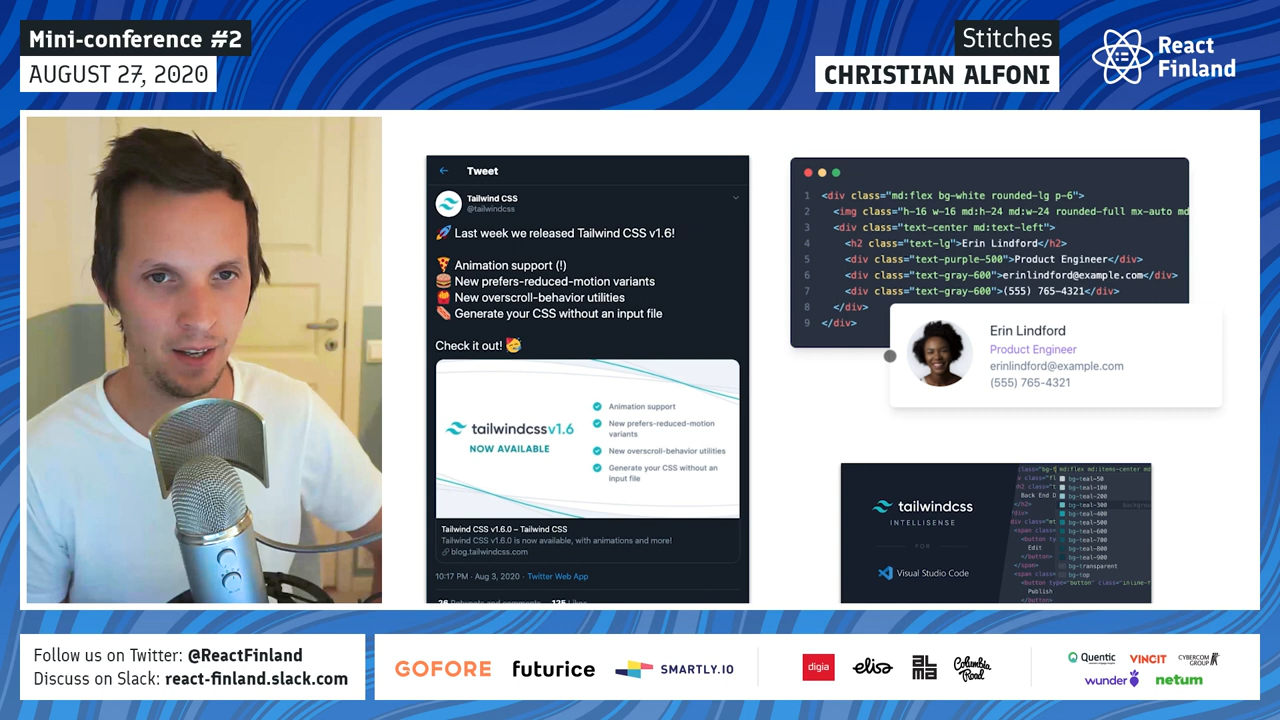 Mini-conference #2
AUGUST 27, 2020
Stitches
CHRISTIAN ALFONI
React
Finland
Tweet
Tailwind CSS
@tailwindcss
Last week we released Tailwind CSS v1.6!
Animation support (!)
New prefers-reduced-motion variants
New overscroll-behavior utilities
Generate your CSS without an input file
Check it out!
tailwindcss v1.6
NOW AVAILABLE
Animation support
New prefers-reduced-motion
variants
New overscroll-behavior utilities
Generate your CSS without an
input file
Tailwind CSS v1.6.0 – Tailwind CSS
Tailwind CSS v1.6.0 is now available, with animations and more!
blog.tailwindcss.com
10:17 PM · Aug 3, 2020 · Twitter Web App
1 <div class="md:flex bg-white rounded-lg p-6">
2 <img class="h-16 w-16 md:h-24 md:w-24 rounded-full mx-auto md
3 <div class="text-center md:text-left">
4 <h2 class="text-lg">Erin Lindford</h2>
5 <div class="text-purple-500">Product Engineer</div>
6 <div class="text-gray-600">erinlindford@example.com</div>
7 <div class="text-gray-600">(555) 765-4321</div>
8 </div>
9 </div>
Erin Lindford
Product Engineer
erinlindford@example.com
(555) 765-4321
tailwindcss
INTELLISENSE
FOR
Visual Studio Code
bg-teal-50
bg-teal-100
bg-teal-200
bg-teal-300
bg-teal-400
bg-teal-500
bg-teal-600
bg-teal-700
bg-teal-800
bg-teal-900
bg-transparent
bg-top
Back End D
Edit
Publish
Follow us on Twitter: @ReactFinland
Discuss on Slack: react-finland.slack.com
GOFORE
futurice
SMARTLY.IO
digia
elisa
ALMA
Columbia
Road
Quentic
VINCIT
CYBERCOM
GROUP
wunder
netum